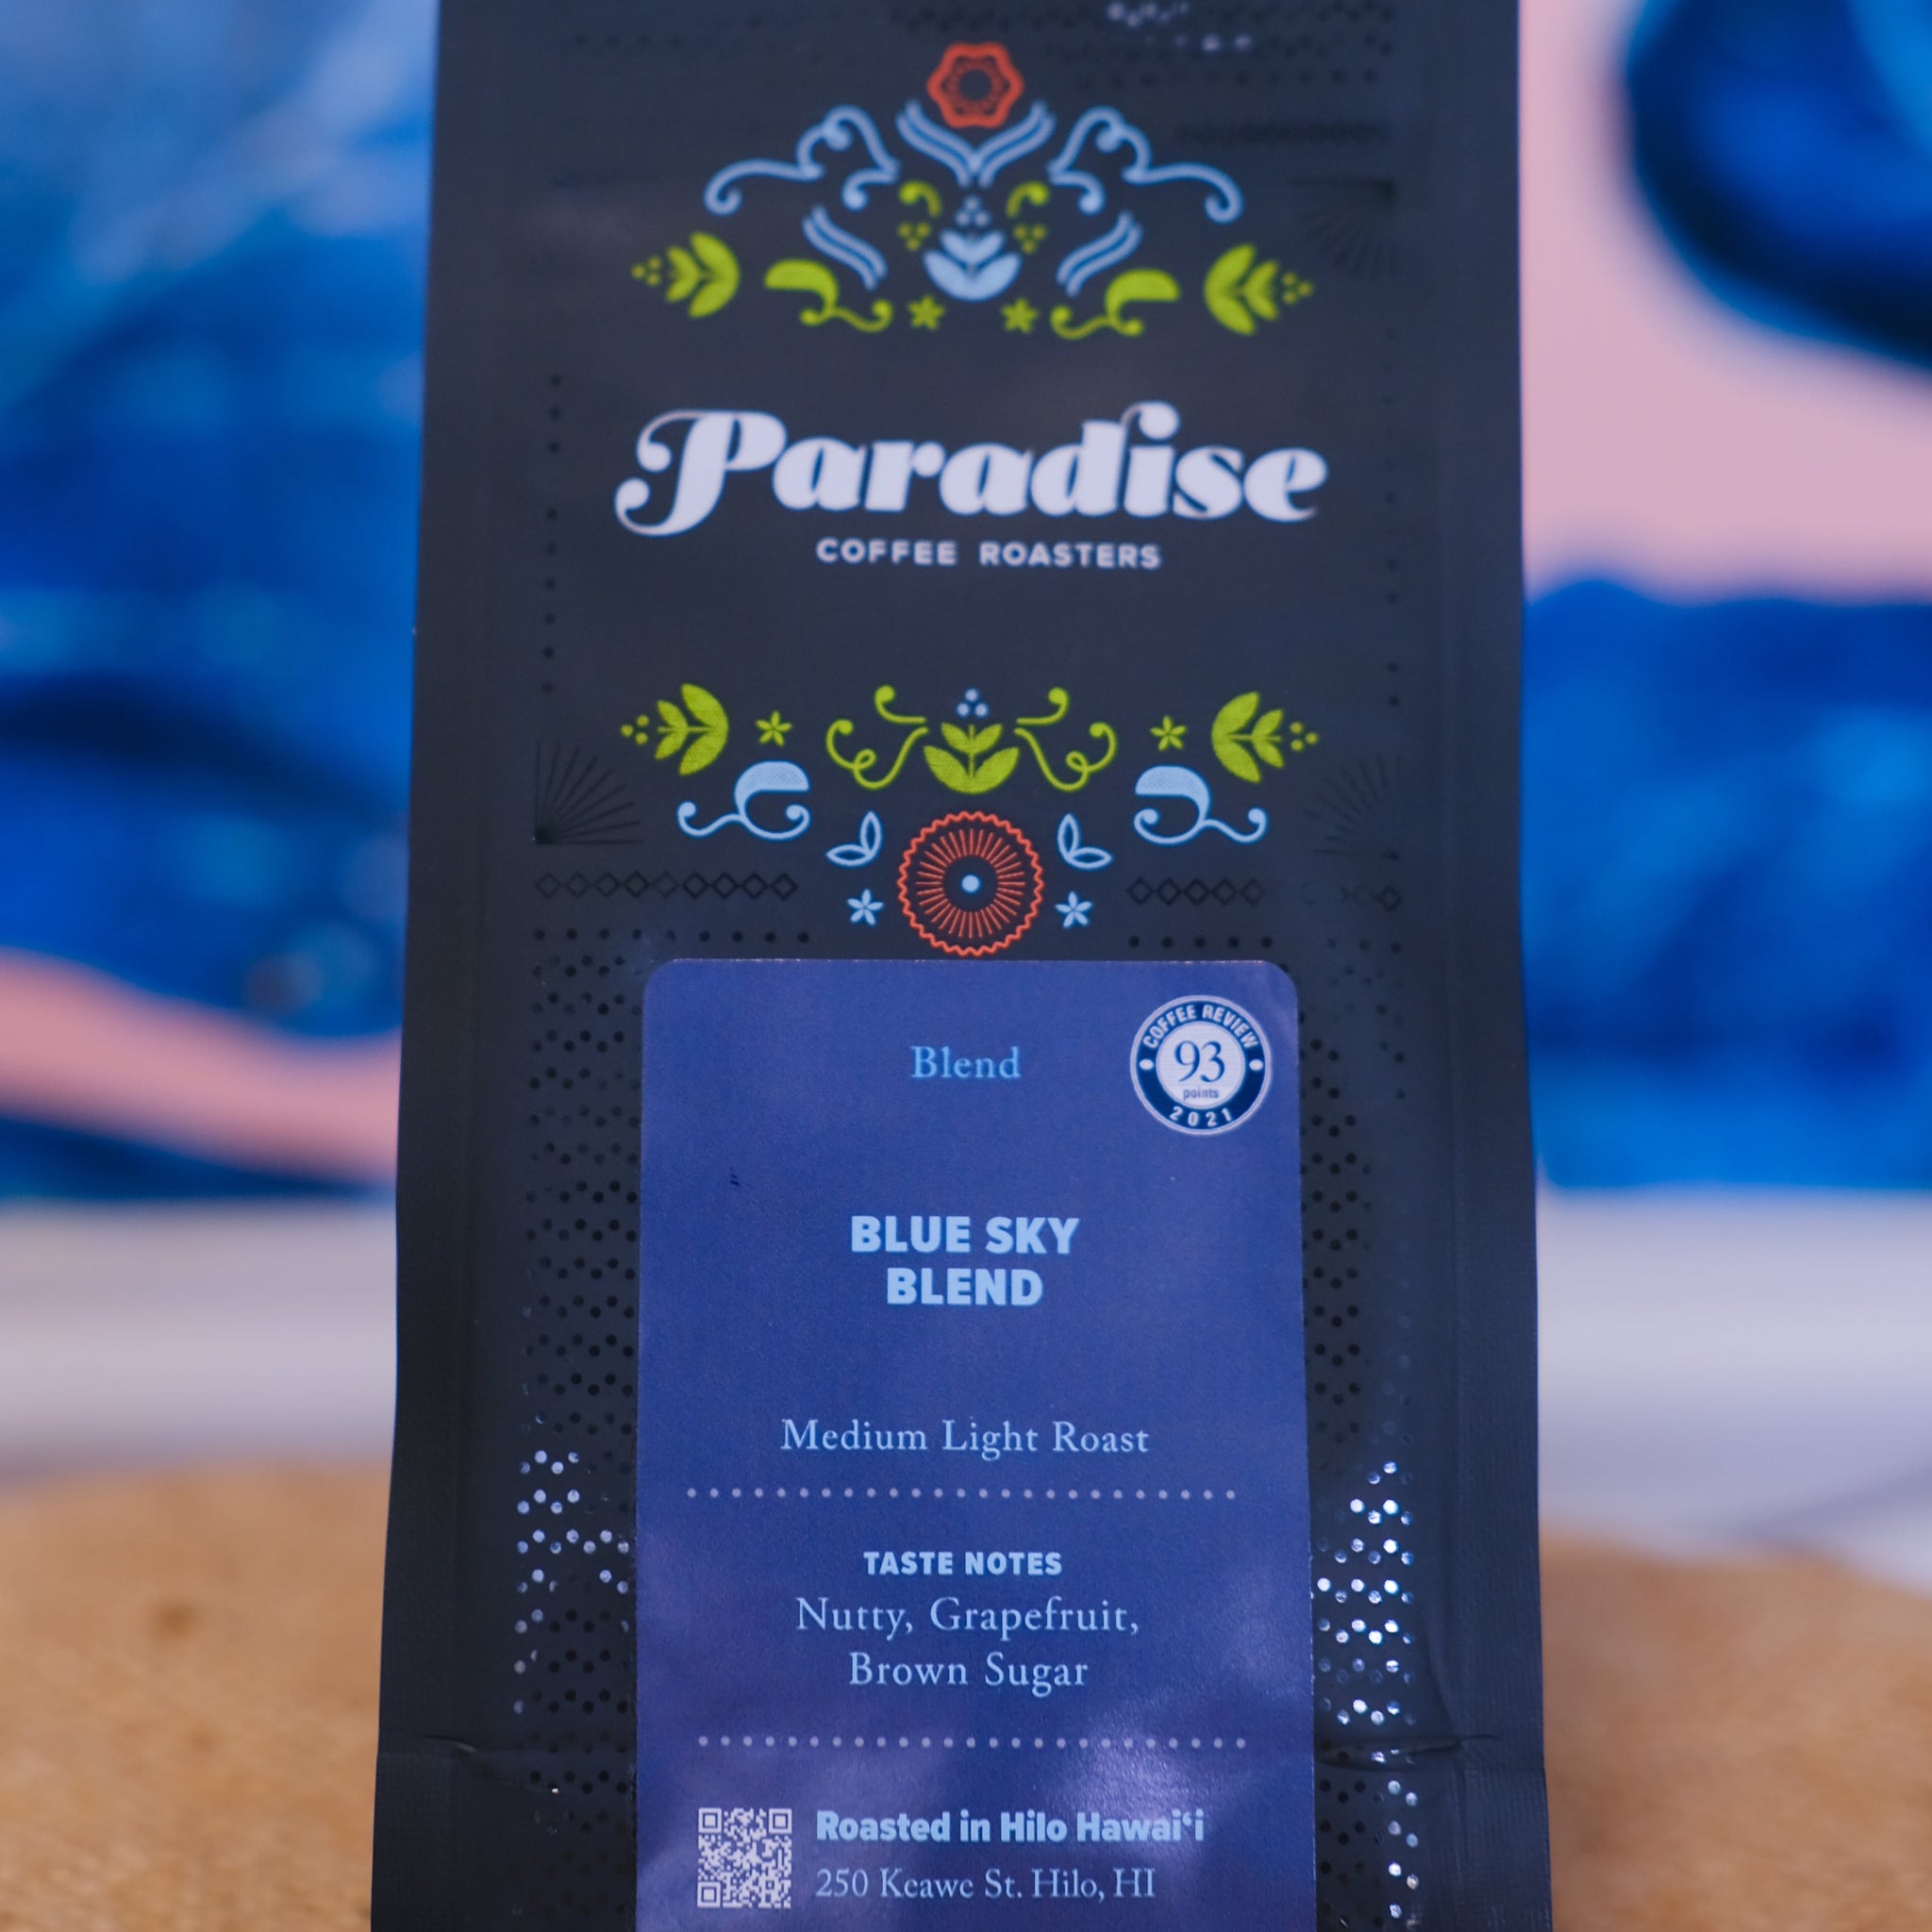 Paradise
COFFEE ROASTERS
Blend
COFFEE REVIEW
93
points
2021
BLUE SKY
BLEND
Medium Light Roast
TASTE NOTES
Nutty, Grapefruit,
Brown Sugar
Roasted in Hilo Hawaiʻi
250 Keawe St. Hilo, HI